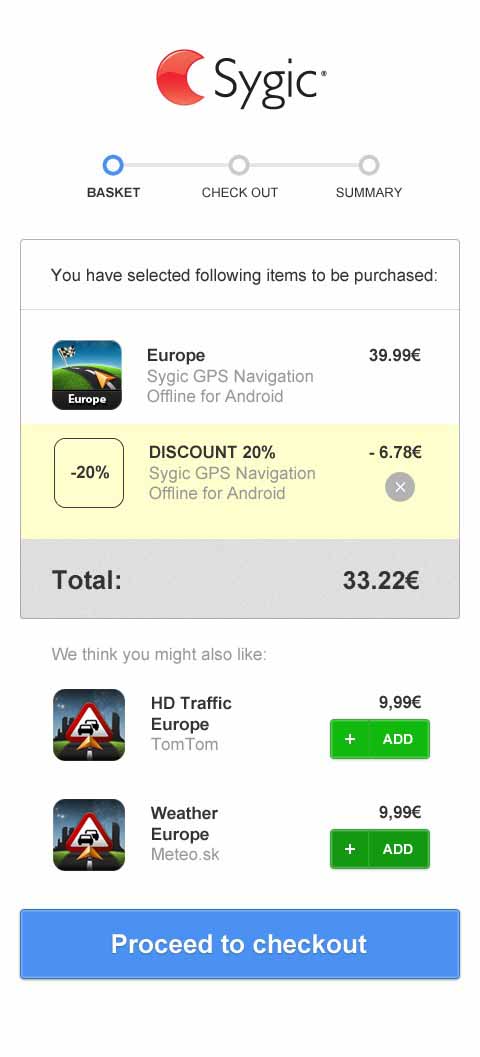 Sygic®
BASKET CHECK OUT SUMMARY
You have selected following items to be purchased:
Europe 39.99€
Sygic GPS Navigation
Offline for Android
Europe
-20%
DISCOUNT 20% - 6.78€
Sygic GPS Navigation
Offline for Android
Total: 33.22€
We think you might also like:
HD Traffic 9,99€
Europe
TomTom
+ ADD
Weather 9,99€
Europe
Meteo.sk
+ ADD
Proceed to checkout